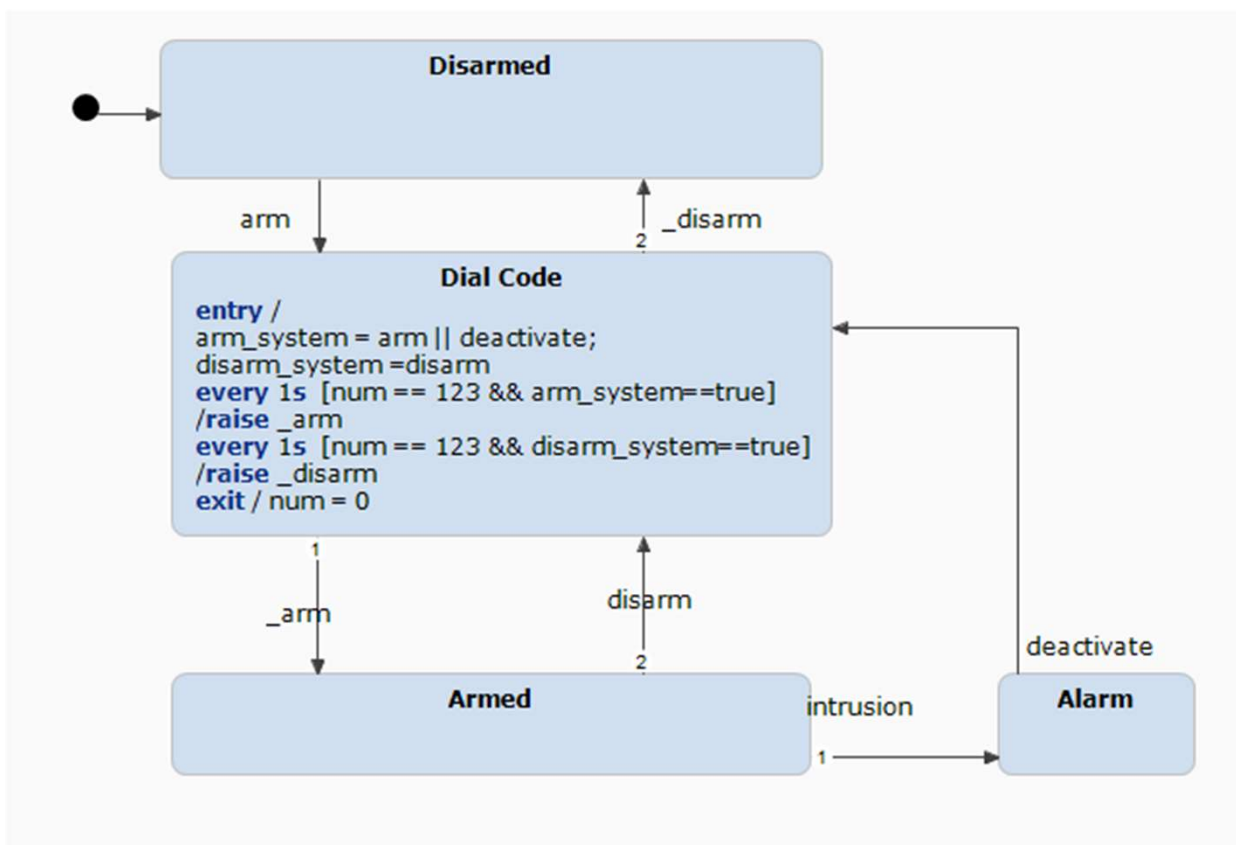 Disarmed
arm
_disarm
2
Dial Code
entry /
arm_system = arm || deactivate;
disarm_system =disarm
every 1s [num == 123 && arm_system==true]
/raise _arm
every 1s [num == 123 && disarm_system==true]
/raise _disarm
exit / num = 0
1
_arm
disarm
2
deactivate
Armed
intrusion
1
Alarm